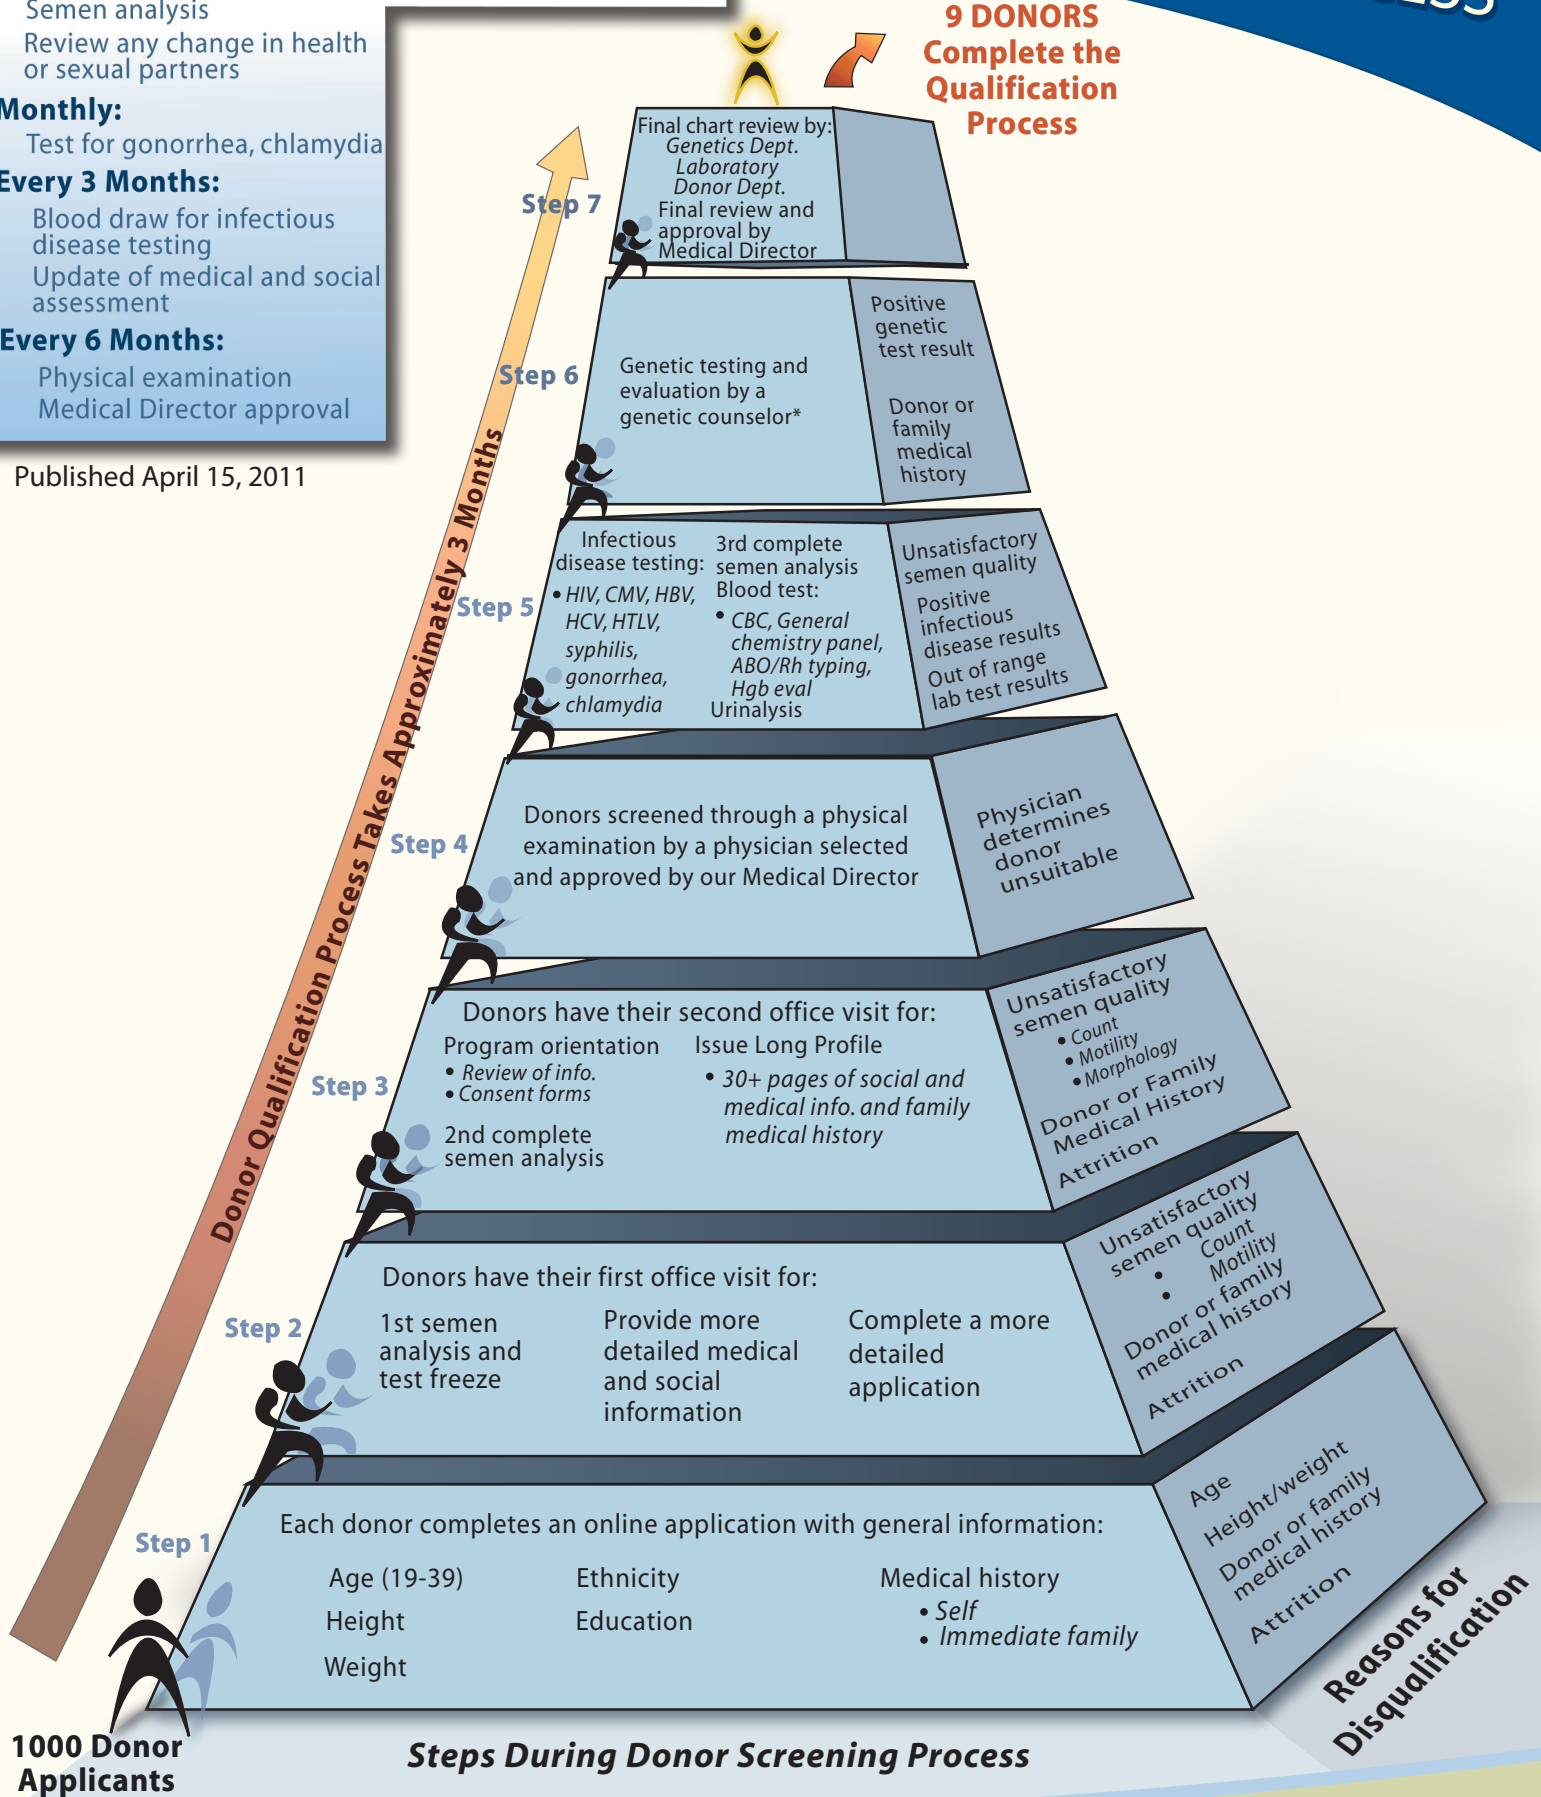 Semen analysis
Review any change in health
or sexual partners
Monthly:
Test for gonorrhea, chlamydia
Every 3 Months:
Blood draw for infectious
disease testing
Update of medical and social
assessment
Every 6 Months:
Physical examination
Medical Director approval
Published April 15, 2011
9 DONORS
Complete the
Qualification
Process
Donor Qualification Process Takes Approximately 3 Months
Step 7
Final chart review by:
Genetics Dept.
Laboratory
Donor Dept.
Final review and
approval by
Medical Director
Step 6
Genetic testing and
evaluation by a
genetic counselor*
Positive
genetic
test result
Donor or
family
medical
history
Step 5
Infectious
disease testing:
• HIV, CMV, HBV,
HCV, HTLV,
syphilis,
gonorrhea,
chlamydia
3rd complete
semen analysis
Blood test:
• CBC, General
chemistry panel,
ABO/Rh typing,
Hgb eval
Urinalysis
Unsatisfactory
semen quality
Positive
infectious
disease results
Out of range
lab test results
Step 4
Donors screened through a physical
examination by a physician selected
and approved by our Medical Director
Physician
determines
donor
unsuitable
Step 3
Donors have their second office visit for:
Program orientation
• Review of info.
• Consent forms
2nd complete
semen analysis
Issue Long Profile
• 30+ pages of social and
medical info. and family
medical history
Unsatisfactory
semen quality
• Count
• Motility
• Morphology
Donor or Family
Medical History
Attrition
Step 2
Donors have their first office visit for:
1st semen
analysis and
test freeze
Provide more
detailed medical
and social
information
Complete a more
detailed
application
Unsatisfactory
semen quality
• Count
• Motility
Donor or family
medical history
Attrition
Step 1
Each donor completes an online application with general information:
Age (19-39)
Height
Weight
Ethnicity
Education
Medical history
• Self
• Immediate family
Age
Height/weight
Donor or family
medical history
Attrition
Reasons for
Disqualification
1000 Donor
Applicants
Steps During Donor Screening Process